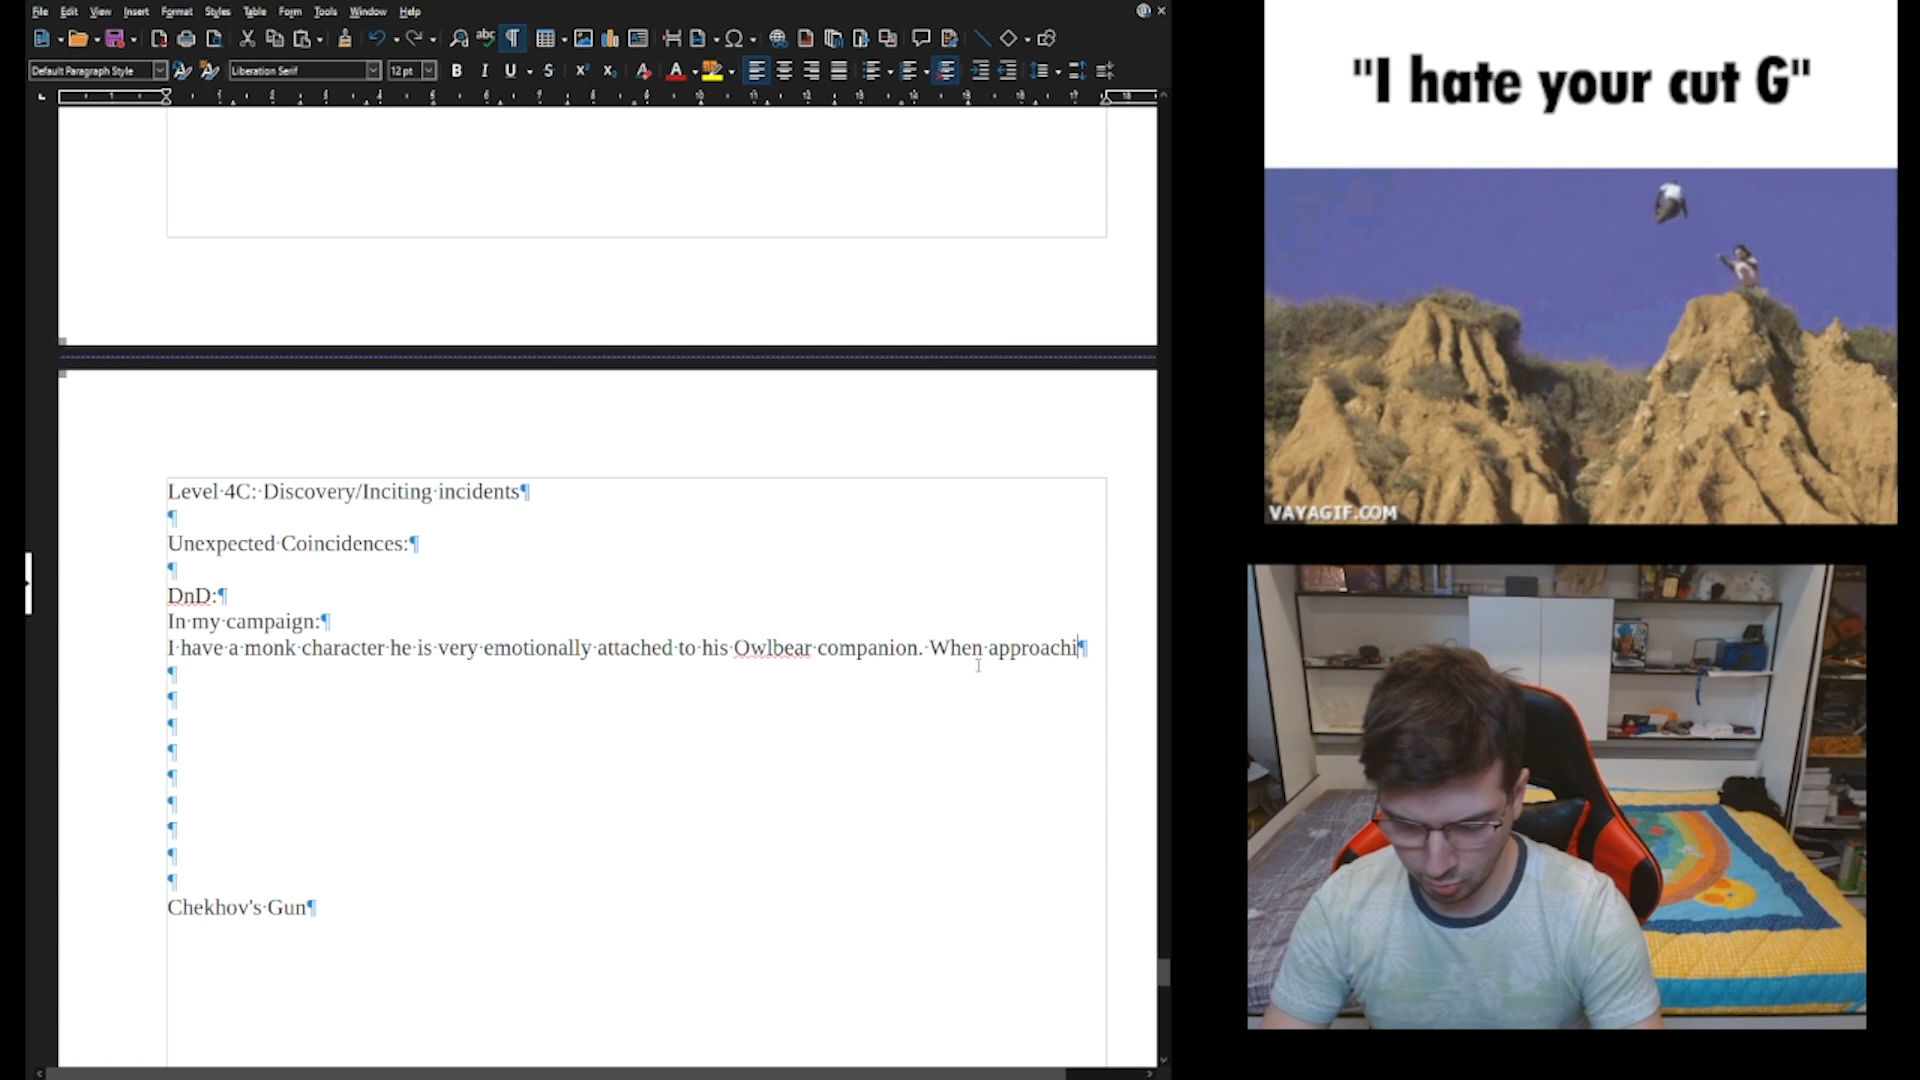 File Edit View Insert Format Styles Table Form Tools Window Help
Default Paragraph Style Liberation Serif 12 pt
Level 4C: Discovery/Inciting incidents¶
¶
Unexpected Coincidences:¶
¶
DnD:¶
In my campaign:¶
I have a monk character he is very emotionally attached to his Owlbear companion. When approachi¶
¶
¶
¶
¶
¶
¶
¶
¶
¶
Chekhov's Gun¶
"I hate your cut G"
VAYAGIF.COM